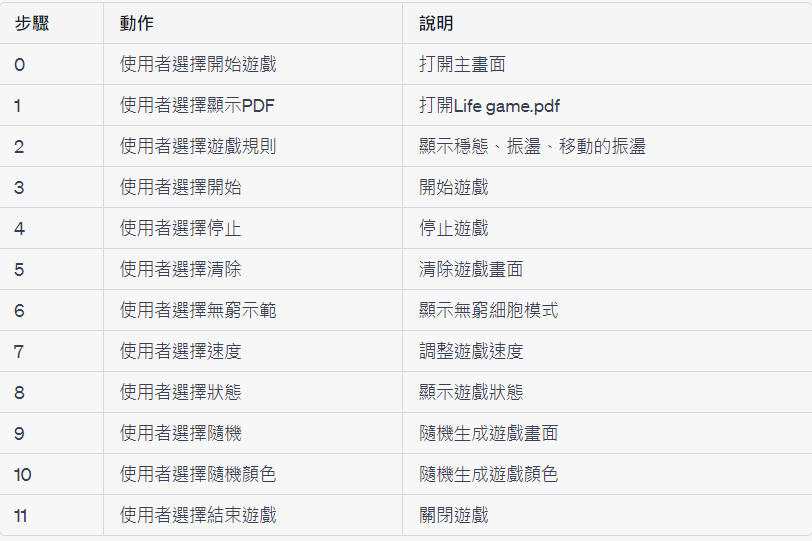 步驟 動作 說明
0 使用者選擇開始遊戲 打開主畫面
1 使用者選擇顯示PDF 打開Life game.pdf
2 使用者選擇遊戲規則 顯示穩態、振盪、移動的振盪
3 使用者選擇開始 開始遊戲
4 使用者選擇停止 停止遊戲
5 使用者選擇清除 清除遊戲畫面
6 使用者選擇無窮示範 顯示無窮細胞模式
7 使用者選擇速度 調整遊戲速度
8 使用者選擇狀態 顯示遊戲狀態
9 使用者選擇隨機 隨機生成遊戲畫面
10 使用者選擇隨機顏色 隨機生成遊戲顏色
11 使用者選擇結束遊戲 關閉遊戲